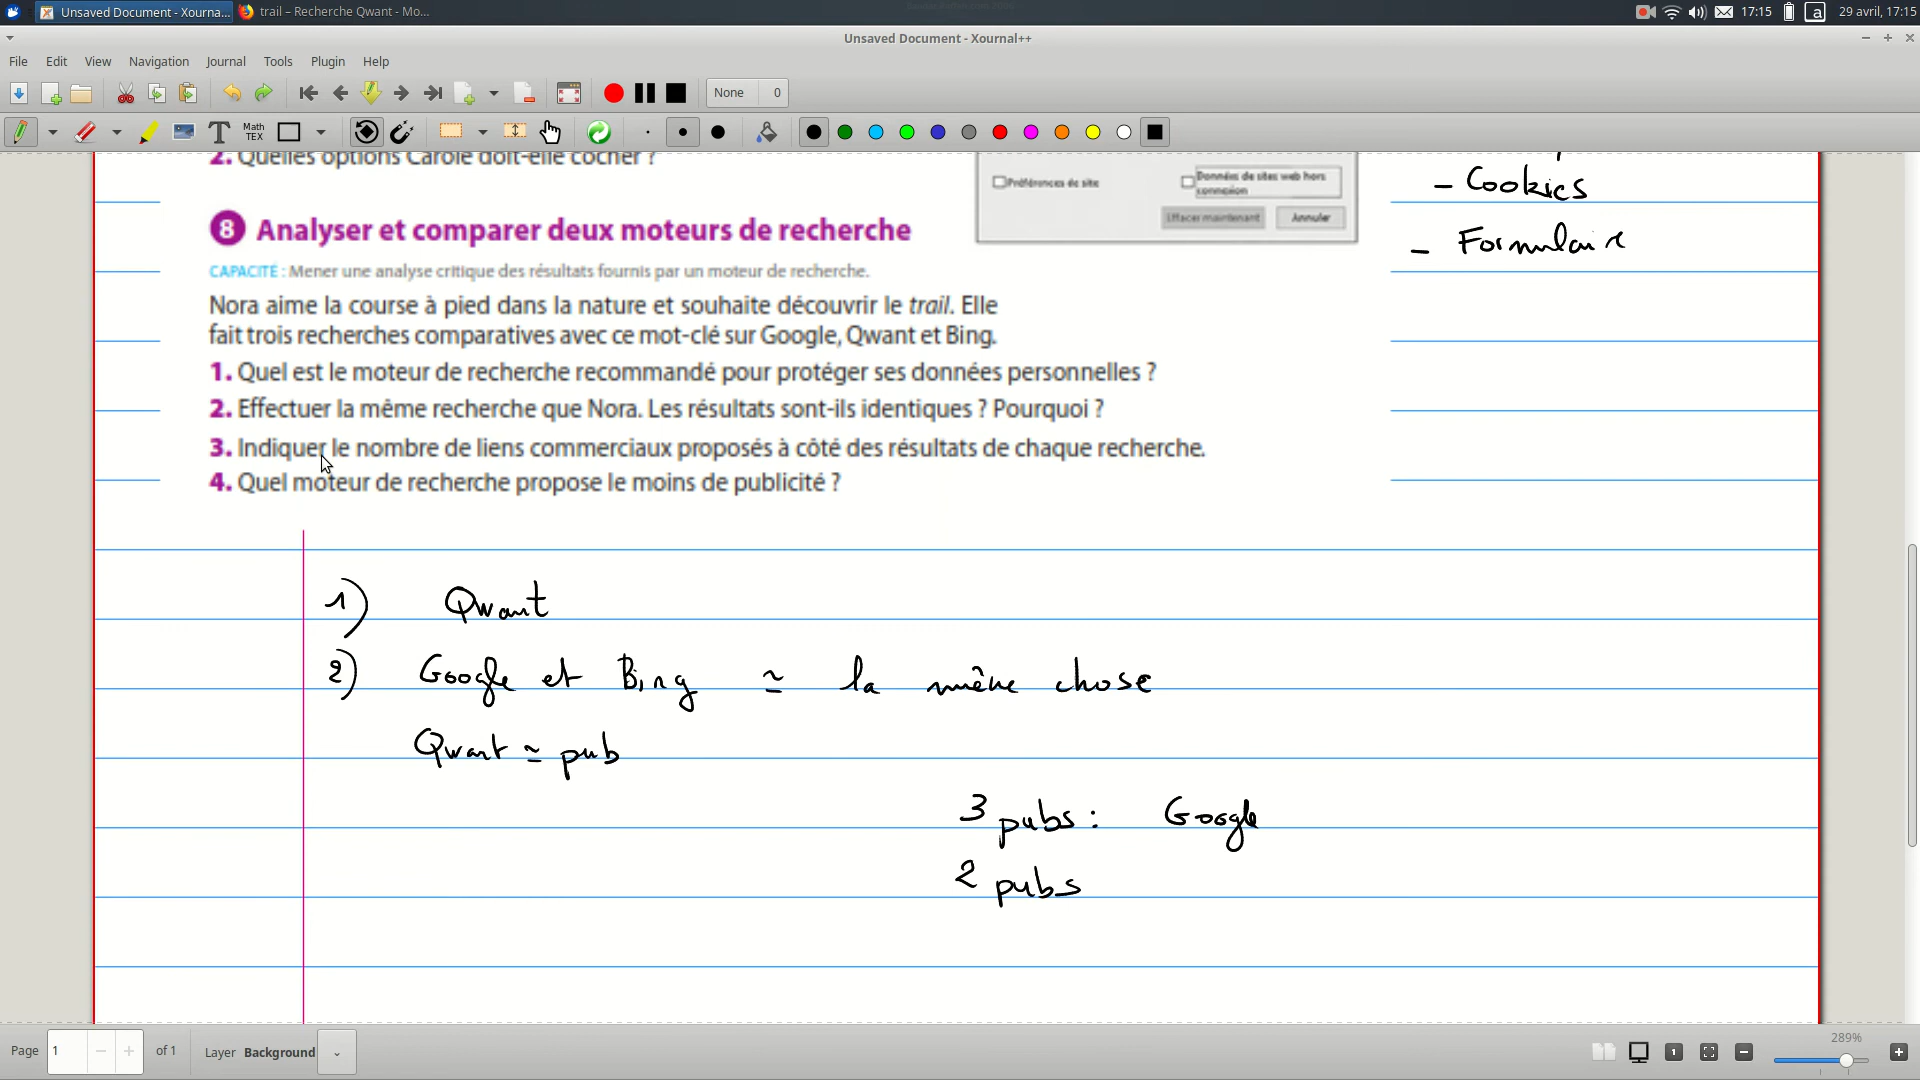 Unsaved Document - Xourna...
trail – Recherche Qwant - Mo...
17:15
a
29 avril, 17:15
Unsaved Document - Xournal++
File Edit View Navigation Journal Tools Plugin Help
None 0
Math
TEX
2. Quelles options Carole doit-elle cocher ?
Préférences de site
Données de sites web hors
connexion
Effacer maintenant
Annuler
- Cookies
- Formulaire
8 Analyser et comparer deux moteurs de recherche
CAPACITÉ : Mener une analyse critique des résultats fournis par un moteur de recherche.
Nora aime la course à pied dans la nature et souhaite découvrir le trail. Elle
fait trois recherches comparatives avec ce mot-clé sur Google, Qwant et Bing.
1. Quel est le moteur de recherche recommandé pour protéger ses données personnelles ?
2. Effectuer la même recherche que Nora. Les résultats sont-ils identiques ? Pourquoi ?
3. Indiquer le nombre de liens commerciaux proposés à côté des résultats de chaque recherche.
4. Quel moteur de recherche propose le moins de publicité ?
1) Qwant
2) Google et Bing ≃ la même chose
Qwant ≃ pub
3 pubs : Google
2 pubs
Page 1 of 1 Layer Background
1
289%